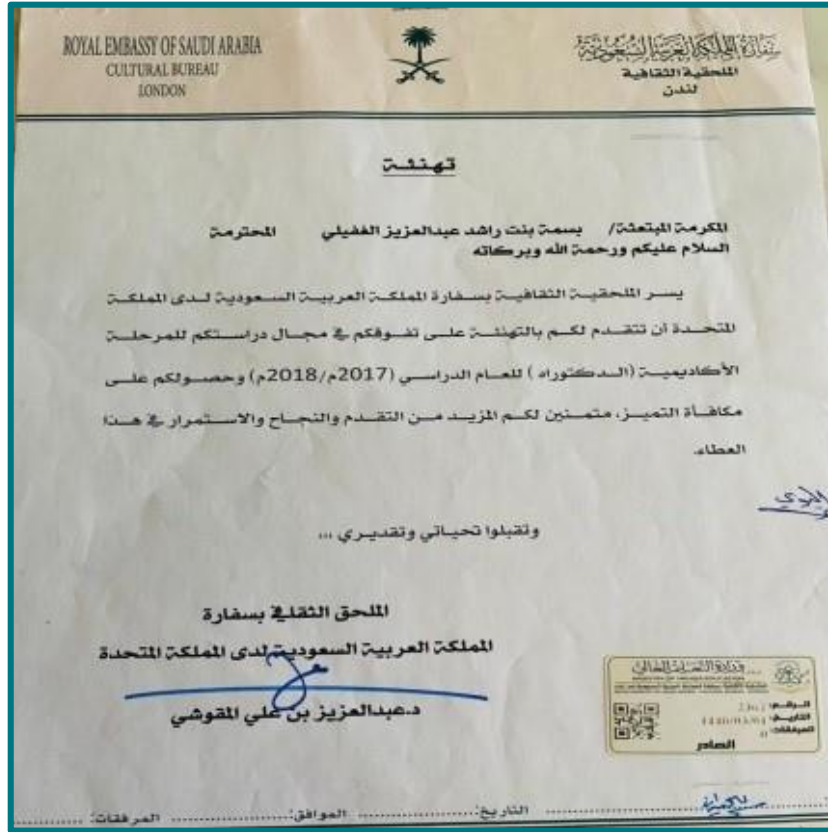 ROYAL EMBASSY OF SAUDI ARABIA
CULTURAL BUREAU
LONDON
سفارة المملكة العربية السعودية
الملحقية الثقافية
لندن
تهنئة
المكرمة المبتعثة/ بسمة بنت راشد عبدالعزيز الغفيلي المحترمة
السلام عليكم ورحمة الله وبركاته
يسر الملحقية الثقافية بسفارة المملكة العربية السعودية لدى المملكة
المتحدة أن تتقدم لكم بالتهنئة على تفوقكم في مجال دراستكم للمرحلة
الأكاديمية (الدكتوراه) للعام الدراسي (2017م/2018م) وحصولكم على
مكافأة التميز، متمنين لكم المزيد من التقدم والنجاح والاستمرار في هذا
العطاء.
وتقبلوا تحياتي وتقديري ...
الملحق الثقافي بسفارة
المملكة العربية السعودية لدى المملكة المتحدة
د.عبدالعزيز بن علي المقوشي
وزارة التعليم العالي
الرقم:
التاريخ:
المرفقات:
الصادر
التاريخ: الموافق: المرفقات: